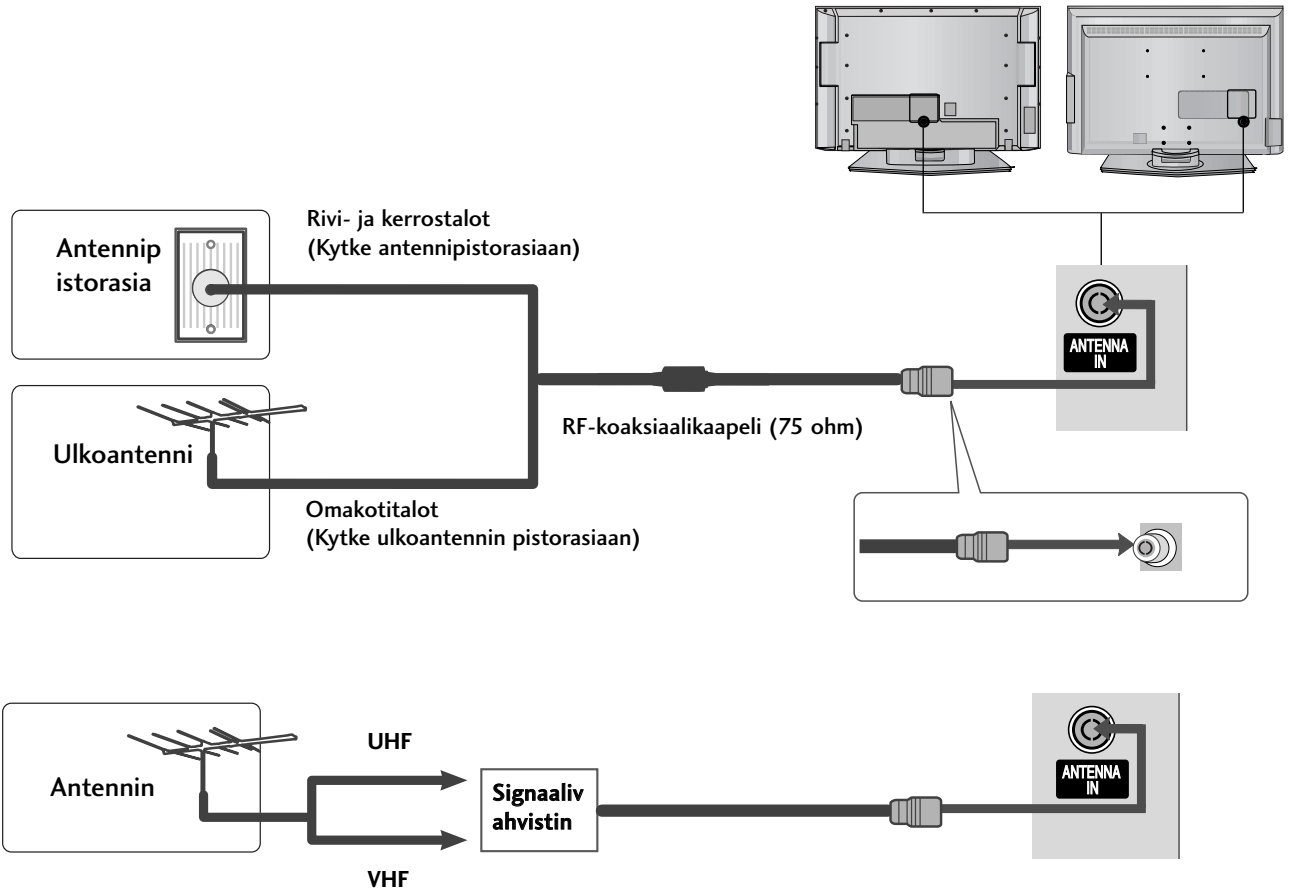 Rivi- ja kerrostalot
(Kytke antennipistorasiaan)
Antennip
istorasia
ANTENNA
IN
RF-koaksiaalikaapeli (75 ohm)
Ulkoantenni
Omakotitalot
(Kytke ulkoantennin pistorasiaan)
UHF
Antennin
Signaaliv
ahvistin
ANTENNA
IN
VHF